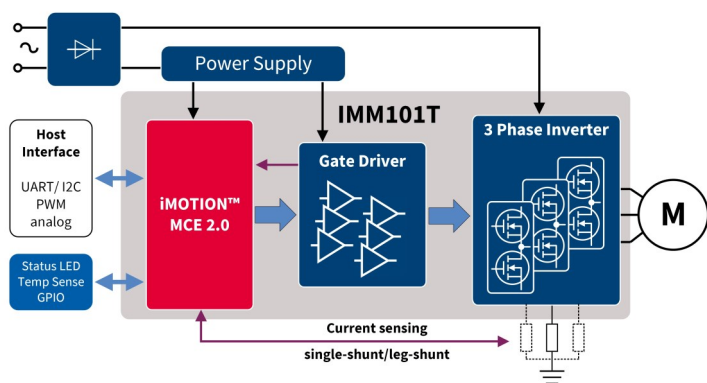 Power Supply
IMM101T
Host
Interface
UART/ I2C
PWM
analog
iMOTION™
MCE 2.0
Gate Driver
3 Phase Inverter
M
Status LED
Temp Sense
GPIO
Current sensing
single-shunt/leg-shunt